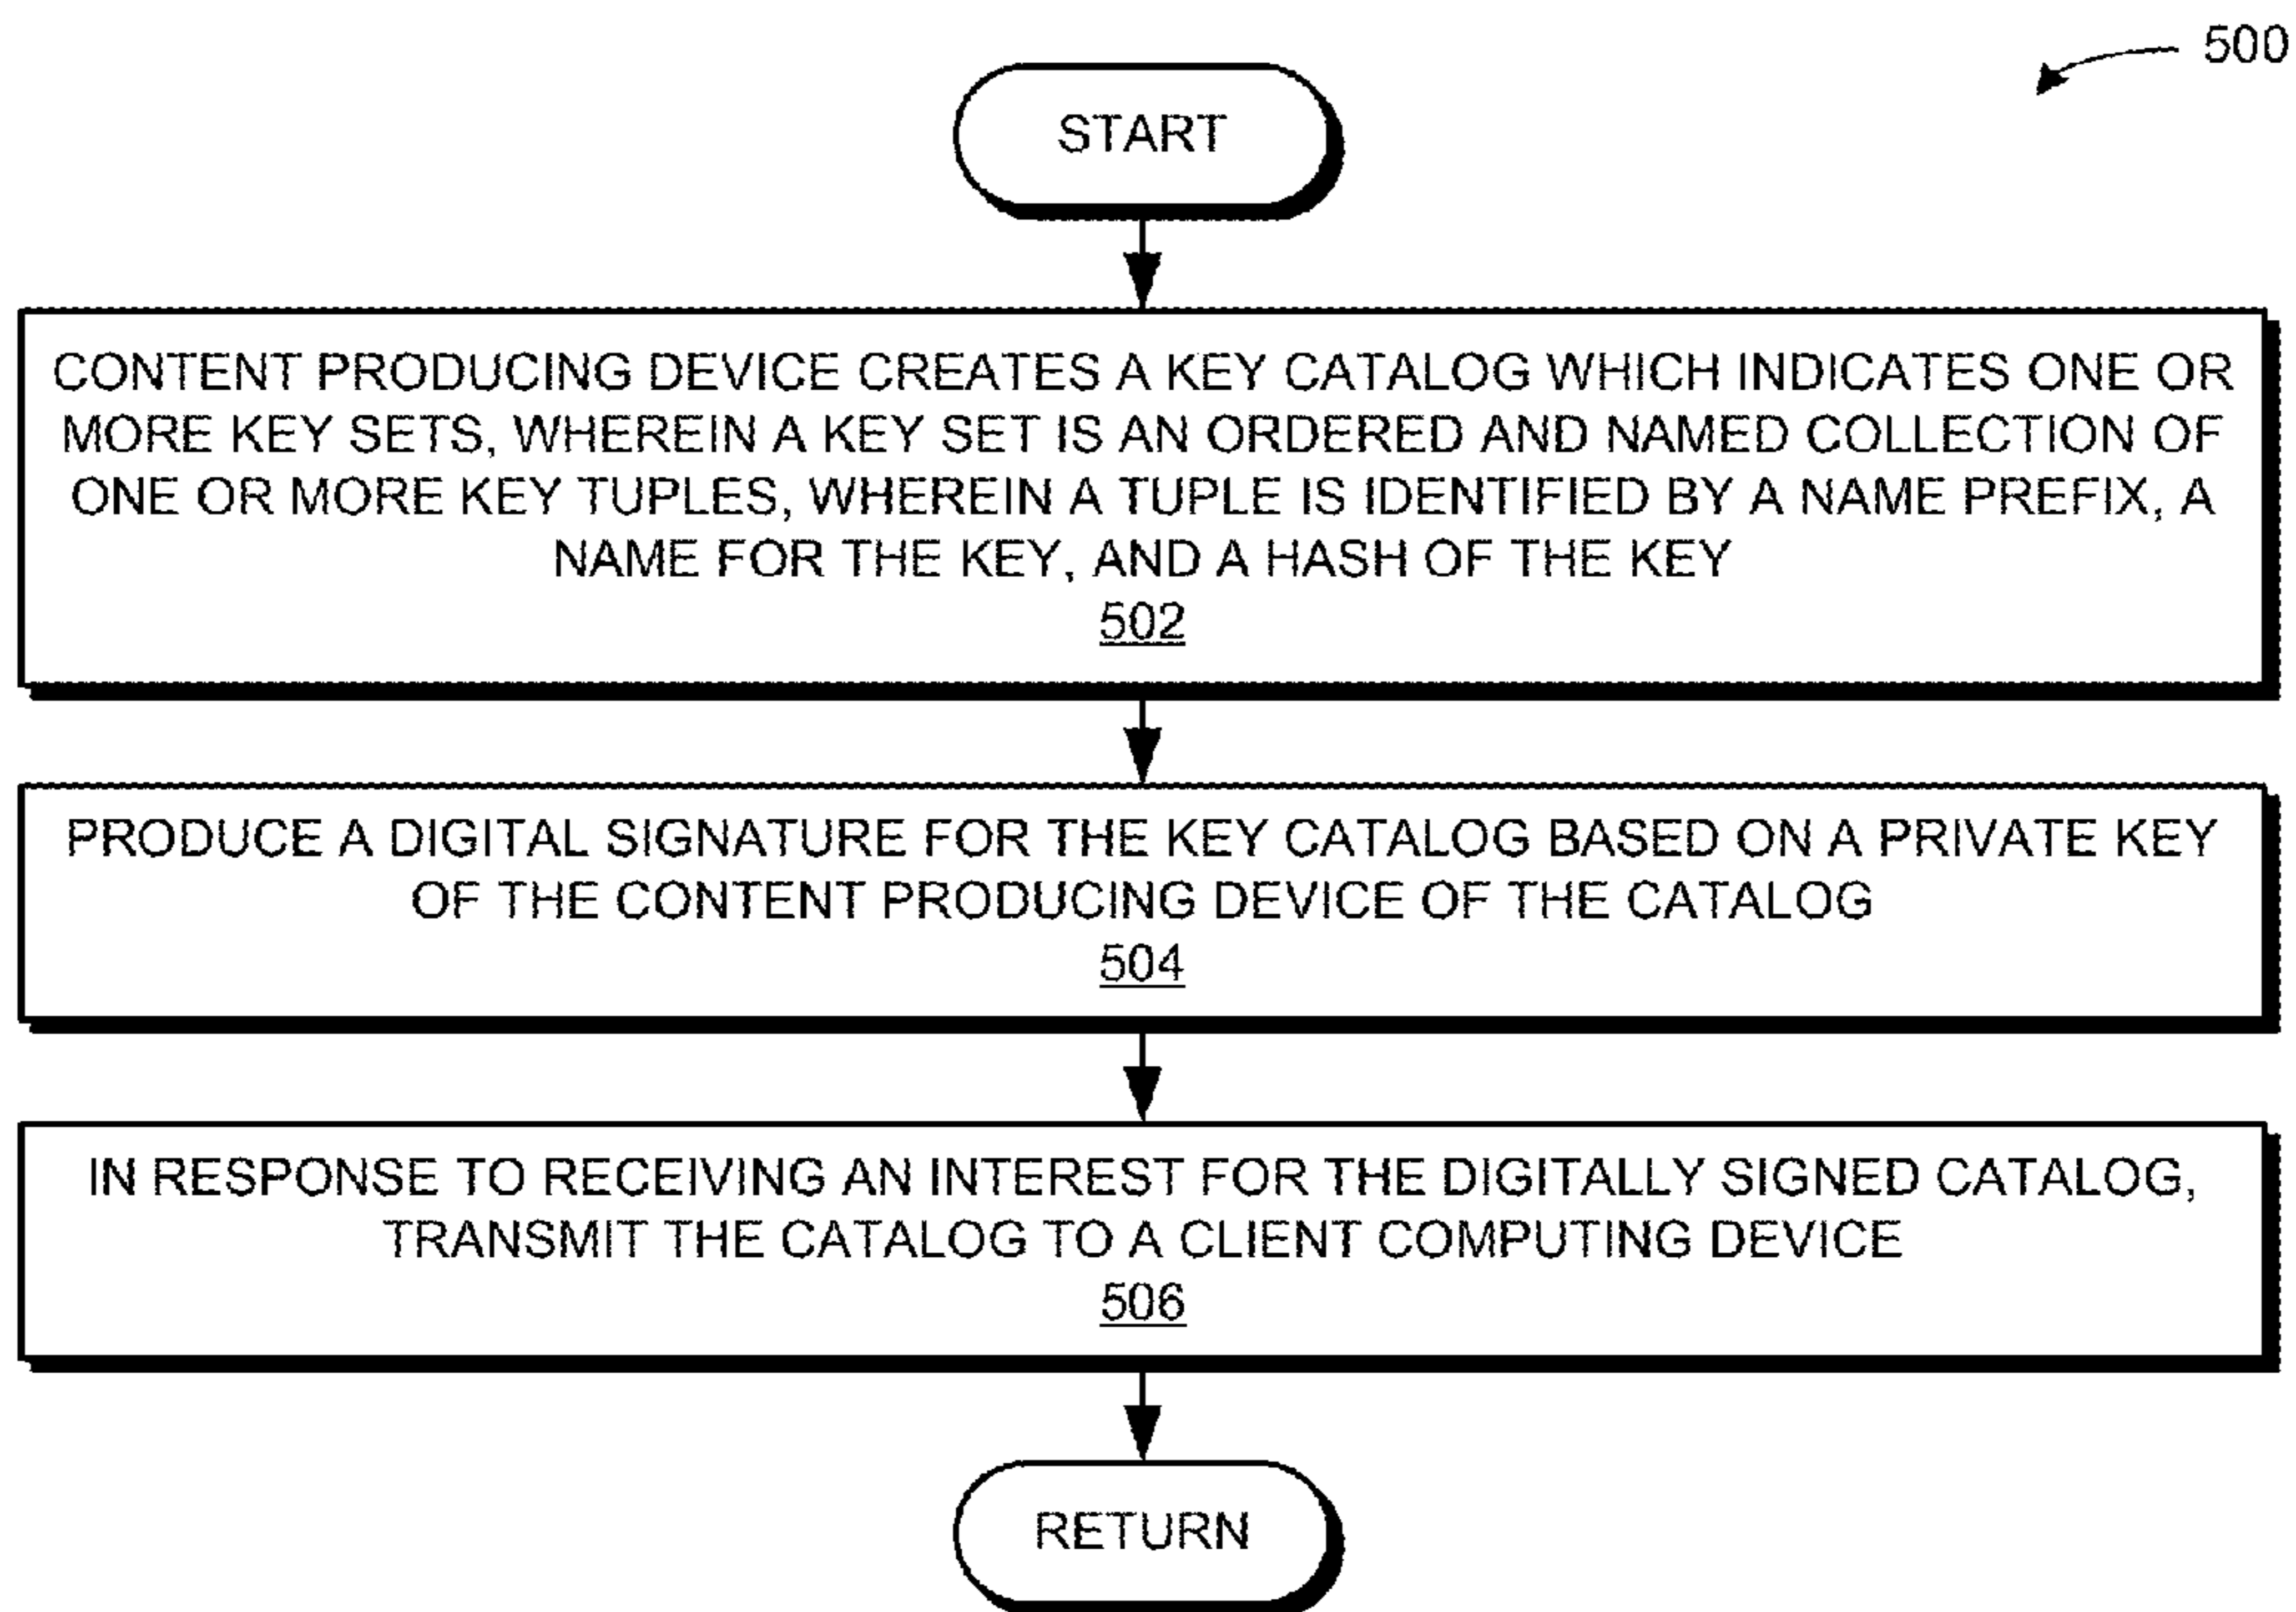 500
START
CONTENT PRODUCING DEVICE CREATES A KEY CATALOG WHICH INDICATES ONE OR
MORE KEY SETS, WHEREIN A KEY SET IS AN ORDERED AND NAMED COLLECTION OF
ONE OR MORE KEY TUPLES, WHEREIN A TUPLE IS IDENTIFIED BY A NAME PREFIX, A
NAME FOR THE KEY, AND A HASH OF THE KEY
502
PRODUCE A DIGITAL SIGNATURE FOR THE KEY CATALOG BASED ON A PRIVATE KEY
OF THE CONTENT PRODUCING DEVICE OF THE CATALOG
504
IN RESPONSE TO RECEIVING AN INTEREST FOR THE DIGITALLY SIGNED CATALOG,
TRANSMIT THE CATALOG TO A CLIENT COMPUTING DEVICE
506
RETURN